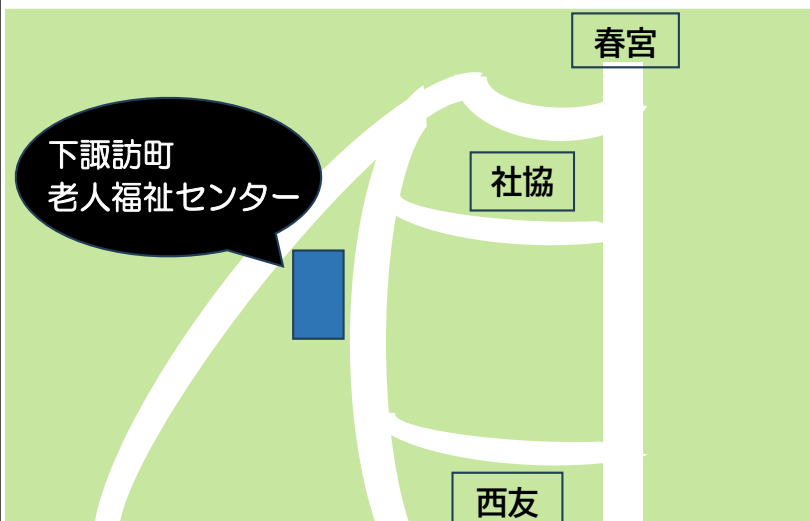 春宮
下諏訪町
老人福祉センター
社協
西友